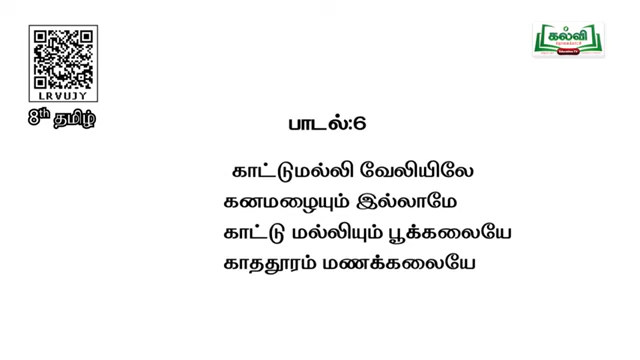 கல்வி
LRVUJY
8th தமிழ்
பாடல்:6
காட்டுமல்லி வேலியிலே
கனமழையும் இல்லாமே
காட்டு மல்லியும் பூக்கலையே
காததூரம் மணக்கலையே